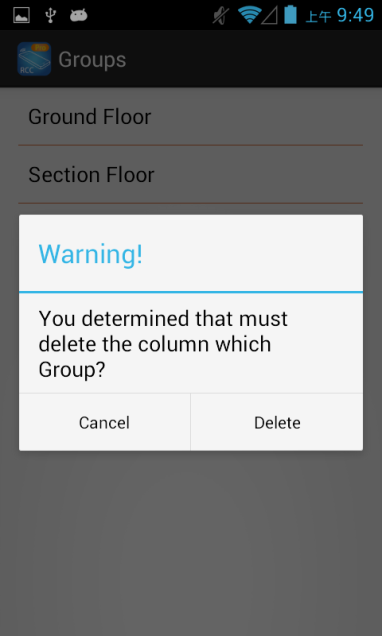 上午 9:49
RCC
Groups
Ground Floor
Section Floor
Warning!
You determined that must
delete the column which
Group?
Cancel
Delete